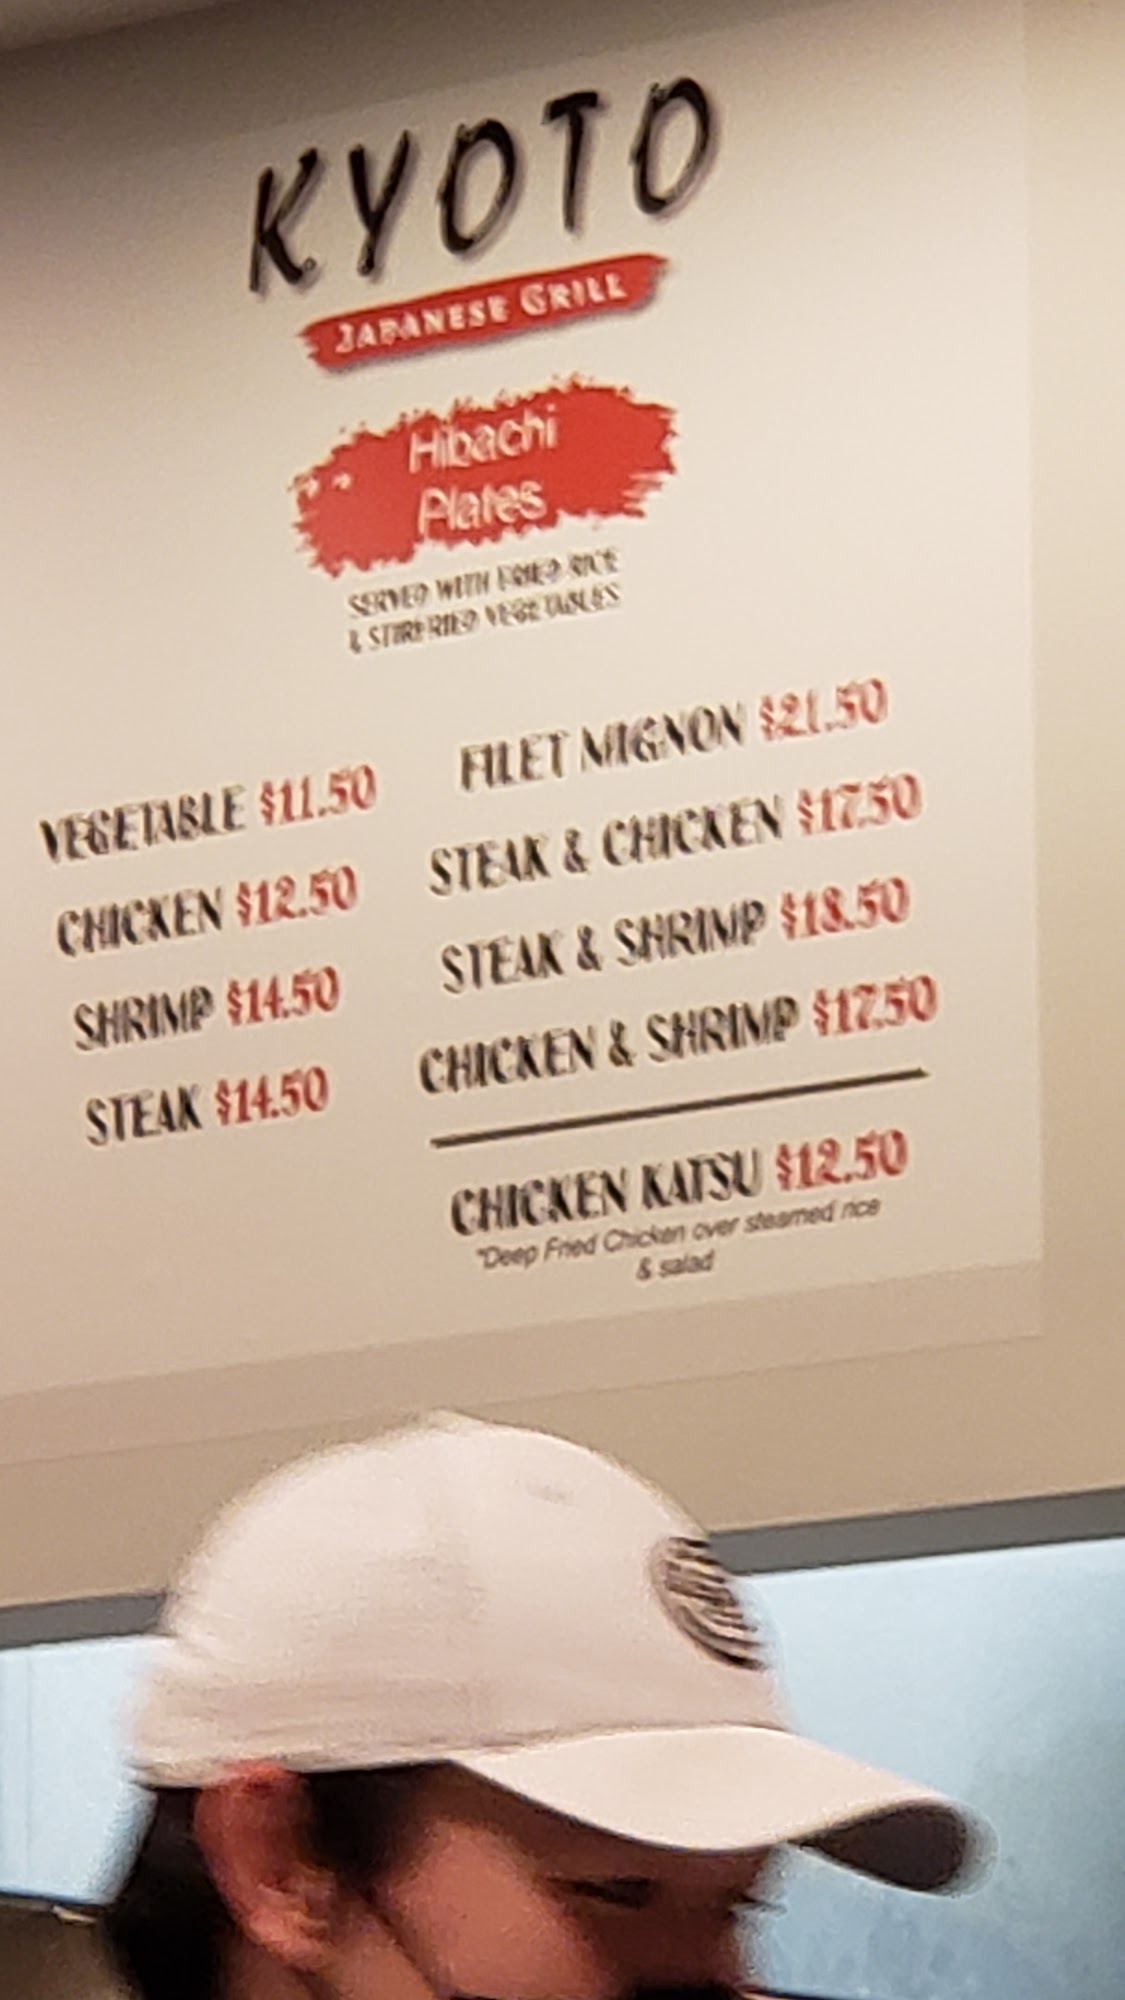 KYOTO
JAPANESE GRILL
Hibachi
Plates
SERVED WITH FRIED RICE
& STIRFRIED VEGETABLES
VEGETABLE $11.50
CHICKEN $12.50
SHRIMP $14.50
STEAK $14.50
FILET MIGNON $21.50
STEAK & CHICKEN $17.50
STEAK & SHRIMP $18.50
CHICKEN & SHRIMP $17.50
CHICKEN KATSU $12.50
*Deep Fried Chicken over steamed rice
& salad